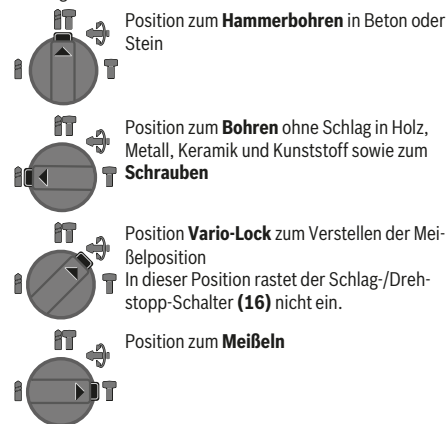 Position zum Hammerbohren in Beton oder
Stein
Position zum Bohren ohne Schlag in Holz,
Metall, Keramik und Kunststoff sowie zum
Schrauben
Position Vario-Lock zum Verstellen der Mei-
ßelposition
In dieser Position rastet der Schlag-/Dreh-
stopp-Schalter (16) nicht ein.
Position zum Meißeln